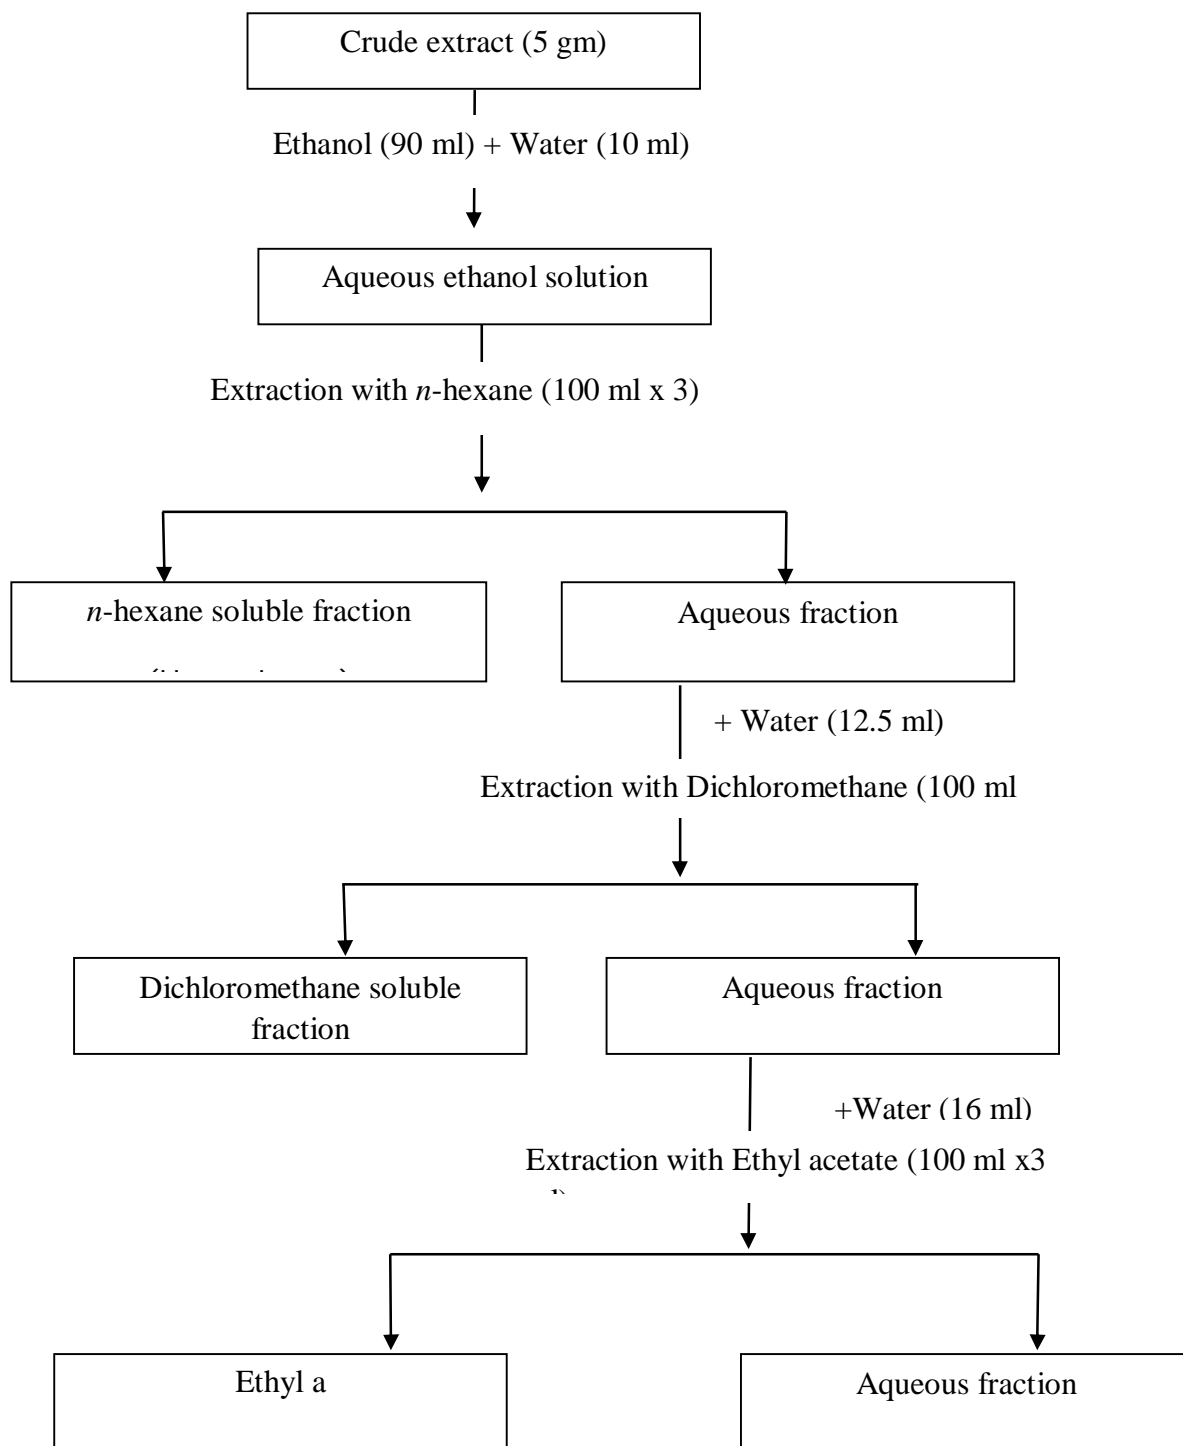 Crude extract (5 gm)
Ethanol (90 ml) + Water (10 ml)
Aqueous ethanol solution
Extraction with n-hexane (100 ml x 3)
n-hexane soluble fraction
Aqueous fraction
+ Water (12.5 ml)
Extraction with Dichloromethane (100 ml
Dichloromethane soluble
fraction
Aqueous fraction
+Water (16 ml)
Extraction with Ethyl acetate (100 ml x3
Ethyl a
Aqueous fraction